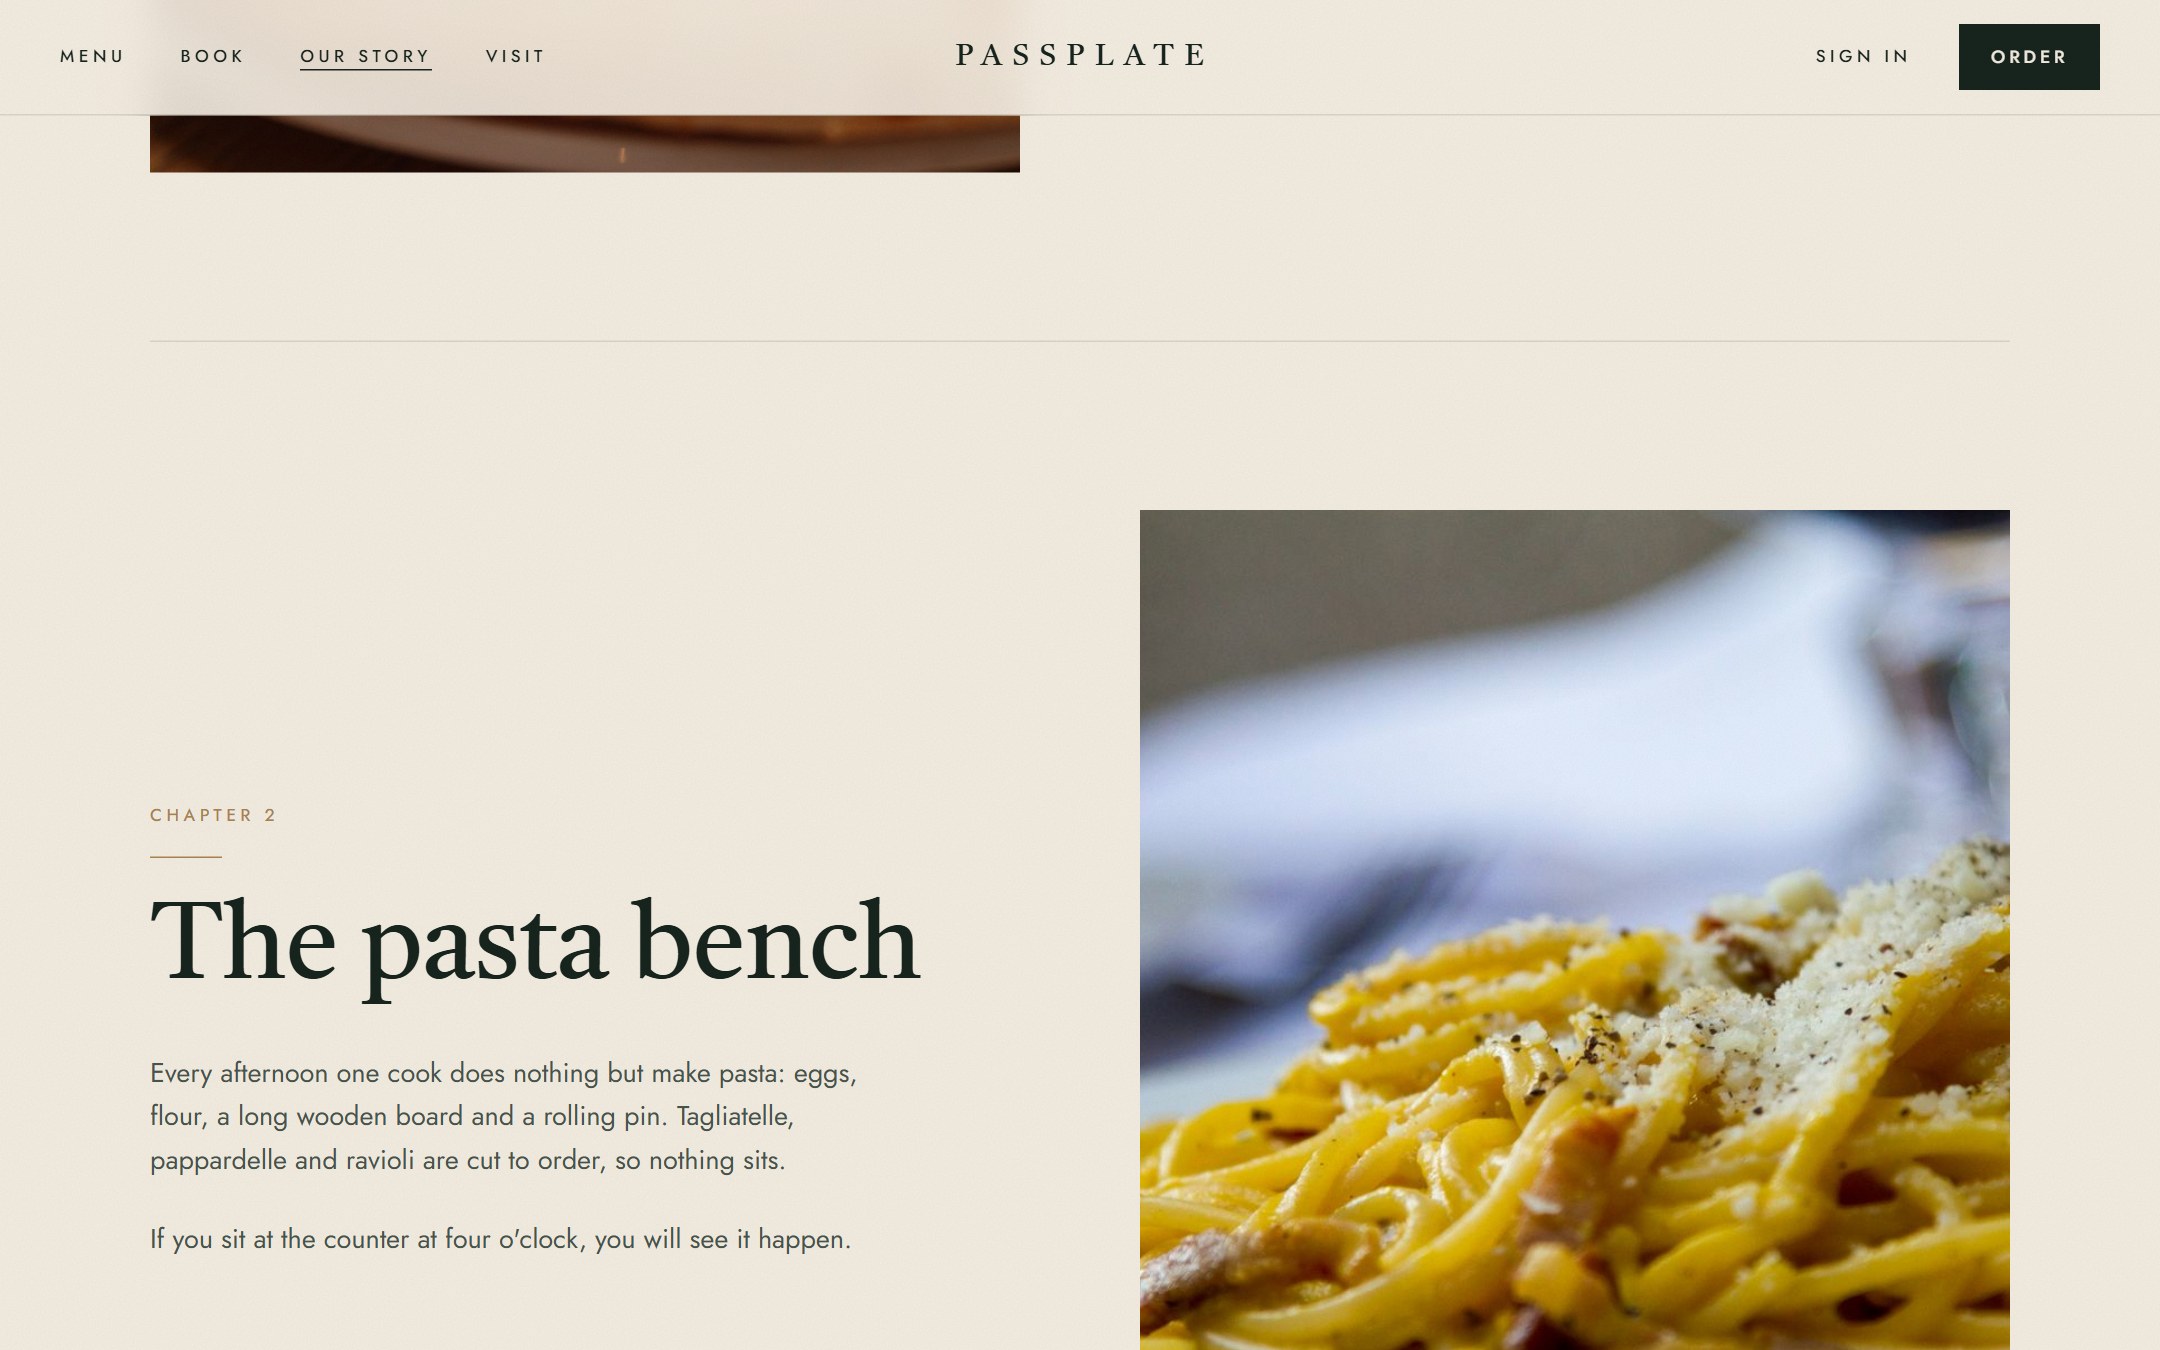 MENU BOOK OUR STORY VISIT PASSPLATE SIGN IN ORDER
CHAPTER 2
The pasta bench
Every afternoon one cook does nothing but make pasta: eggs,
flour, a long wooden board and a rolling pin. Tagliatelle,
pappardelle and ravioli are cut to order, so nothing sits.
If you sit at the counter at four o'clock, you will see it happen.